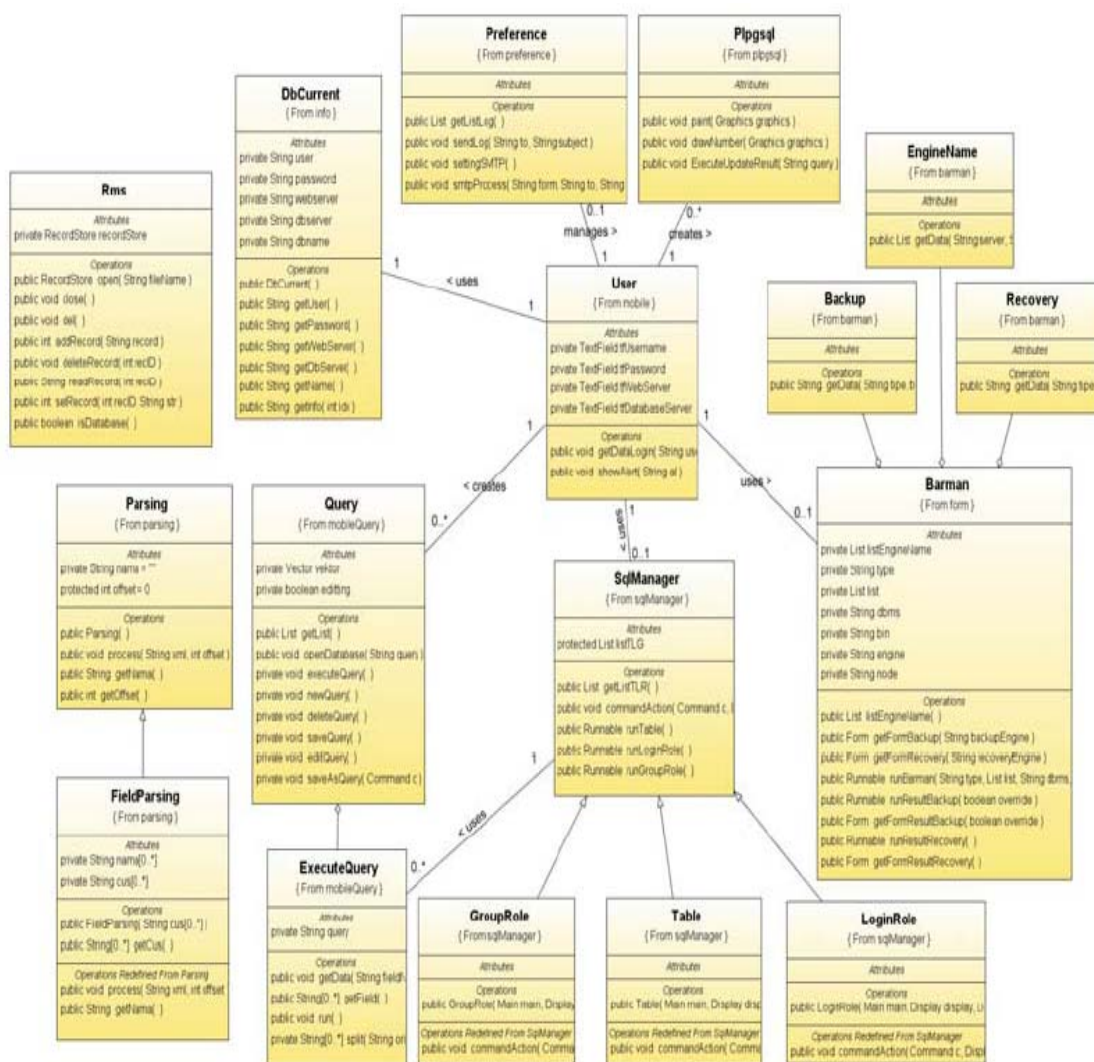 Preference
{ From preference }
Attributes
Operations
public List getListLog( )
public void sendLog( String to, String subject )
public void settingSMTP( )
public void smtpProcess( String form, String to, String
Plpgsql
{ From plpgsql }
Attributes
Operations
public void paint( Graphics graphics )
public void drawNumber( Graphics graphics )
public void ExecuteUpdateResult( String query )
DbCurrent
{ From info }
Attributes
private String user
private String password
private String webserver
private String dbserver
private String dbname
Operations
public DbCurrent( )
public String getUser( )
public String getPassword( )
public String getWebServer( )
public String getDbServe( )
public String getName( )
public String getInfo( int idx )
EngineName
{ From barman }
Attributes
Operations
public List getData( String server,
Rms
Attributes
private RecordStore recordStore
Operations
public RecordStore open( String fileName )
public void close( )
public void del( )
public int addRecord( String record )
public void deleteRecord( int recID )
public String readRecord( int recID )
public int setRecord( int recID String str )
public boolean isDatabase( )
0..1
manages >
1
0..*
creates >
1
1
< uses
1
User
{ From mobile }
Attributes
private TextField tfUsername
private TextField tfPassword
private TextField tfWebServer
private TextField tfDatabaseServer
Operations
public void getDataLogin( String
public void showAlert( String al )
Backup
{ From barman }
Attributes
Operations
public String getData( String tipe,
Recovery
{ From barman }
Attributes
Operations
public String getData( String tipe
1
< creates
0..*
1
< uses
0..1
1
uses >
0..1
Parsing
{ From parsing }
Attributes
private String nama = ""
protected int offset = 0
Operations
public Parsing( )
public void process( String xml, int offset )
public String getNama( )
public int getOffset( )
Query
{ From mobileQuery }
Attributes
private Vector vektor
private boolean editting
Operations
public List getList( )
public void openDatabase( String query )
private void executeQuery( )
private void newQuery( )
private void deleteQuery( )
private void saveQuery( )
private void editQuery( )
private void saveAsQuery( Command c )
SqlManager
{ From sqlManager }
Attributes
protected List listTLG
Operations
public List getListTLR( )
public void commandAction( Command c,
public Runnable runTable( )
public Runnable runLoginRole( )
public Runnable runGroupRole( )
Barman
{ From form }
Attributes
private List listEngineName
private String type
private List list
private String dbms
private String bin
private String engine
private String node
Operations
public List listEngineName( )
public Form getFormBackup( String backupEngine )
public Form getFormRecovery( String recoveryEngine )
public Runnable runBarman( String type, List list, String dbms,
public Runnable runResultBackup( boolean override )
public Form getFormResultBackup( boolean override )
public Runnable runResultRecovery( )
public Form getFormResultRecovery( )
1
< uses
0..*
FieldParsing
{ From parsing }
Attributes
private String nama[0..*]
private String cus[0..*]
Operations
public FieldParsing( String cus[0..*]
public String[0..*] getCus( )
Operations Redefined From Parsing
public void process( String xml, int offset
public String getNama( )
ExecuteQuery
{ From mobileQuery }
Attributes
private String query
Operations
public void getData( String
public String[0..*] getField( )
public void run( )
private String[0..*] split( String ori
GroupRole
{ From sqlManager }
Attributes
Operations
public GroupRole( Main main, Display
Operations Redefined From SqlManager
public void commandAction( Comma
Table
{ From sqlManager }
Attributes
Operations
public Table( Main main, Display disp
Operations Redefined From SqlManager
public void commandAction( Comma
LoginRole
{ From sqlManager }
Attributes
Operations
public LoginRole( Main main, Display display, Li
Operations Redefined From SqlManager
public void commandAction( Command c, Disp